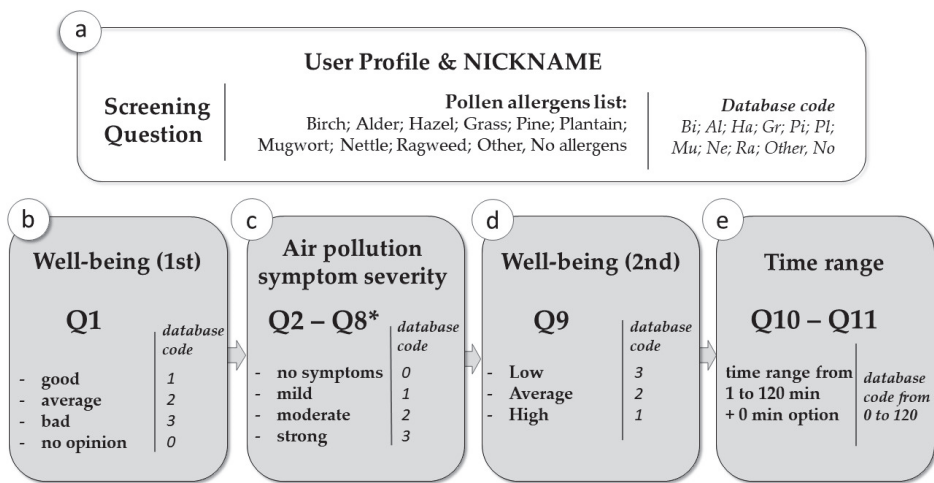 a
User Profile & NICKNAME
Screening
Question
Pollen allergens list:
Birch; Alder; Hazel; Grass; Pine; Plantain;
Mugwort; Nettle; Ragweed; Other, No allergens
Database code
Bi; Al; Ha; Gr; Pi; Pl;
Mu; Ne; Ra; Other, No
b
Well-being (1st)
Q1
database
code
- good 1
- average 2
- bad 3
- no opinion 0
c
Air pollution
symptom severity
Q2 – Q8*
database
code
- no symptoms 0
- mild 1
- moderate 2
- strong 3
d
Well-being (2nd)
Q9
database
code
- Low 3
- Average 2
- High 1
e
Time range
Q10 – Q11
time range from
1 to 120 min
+ 0 min option
database
code from
0 to 120